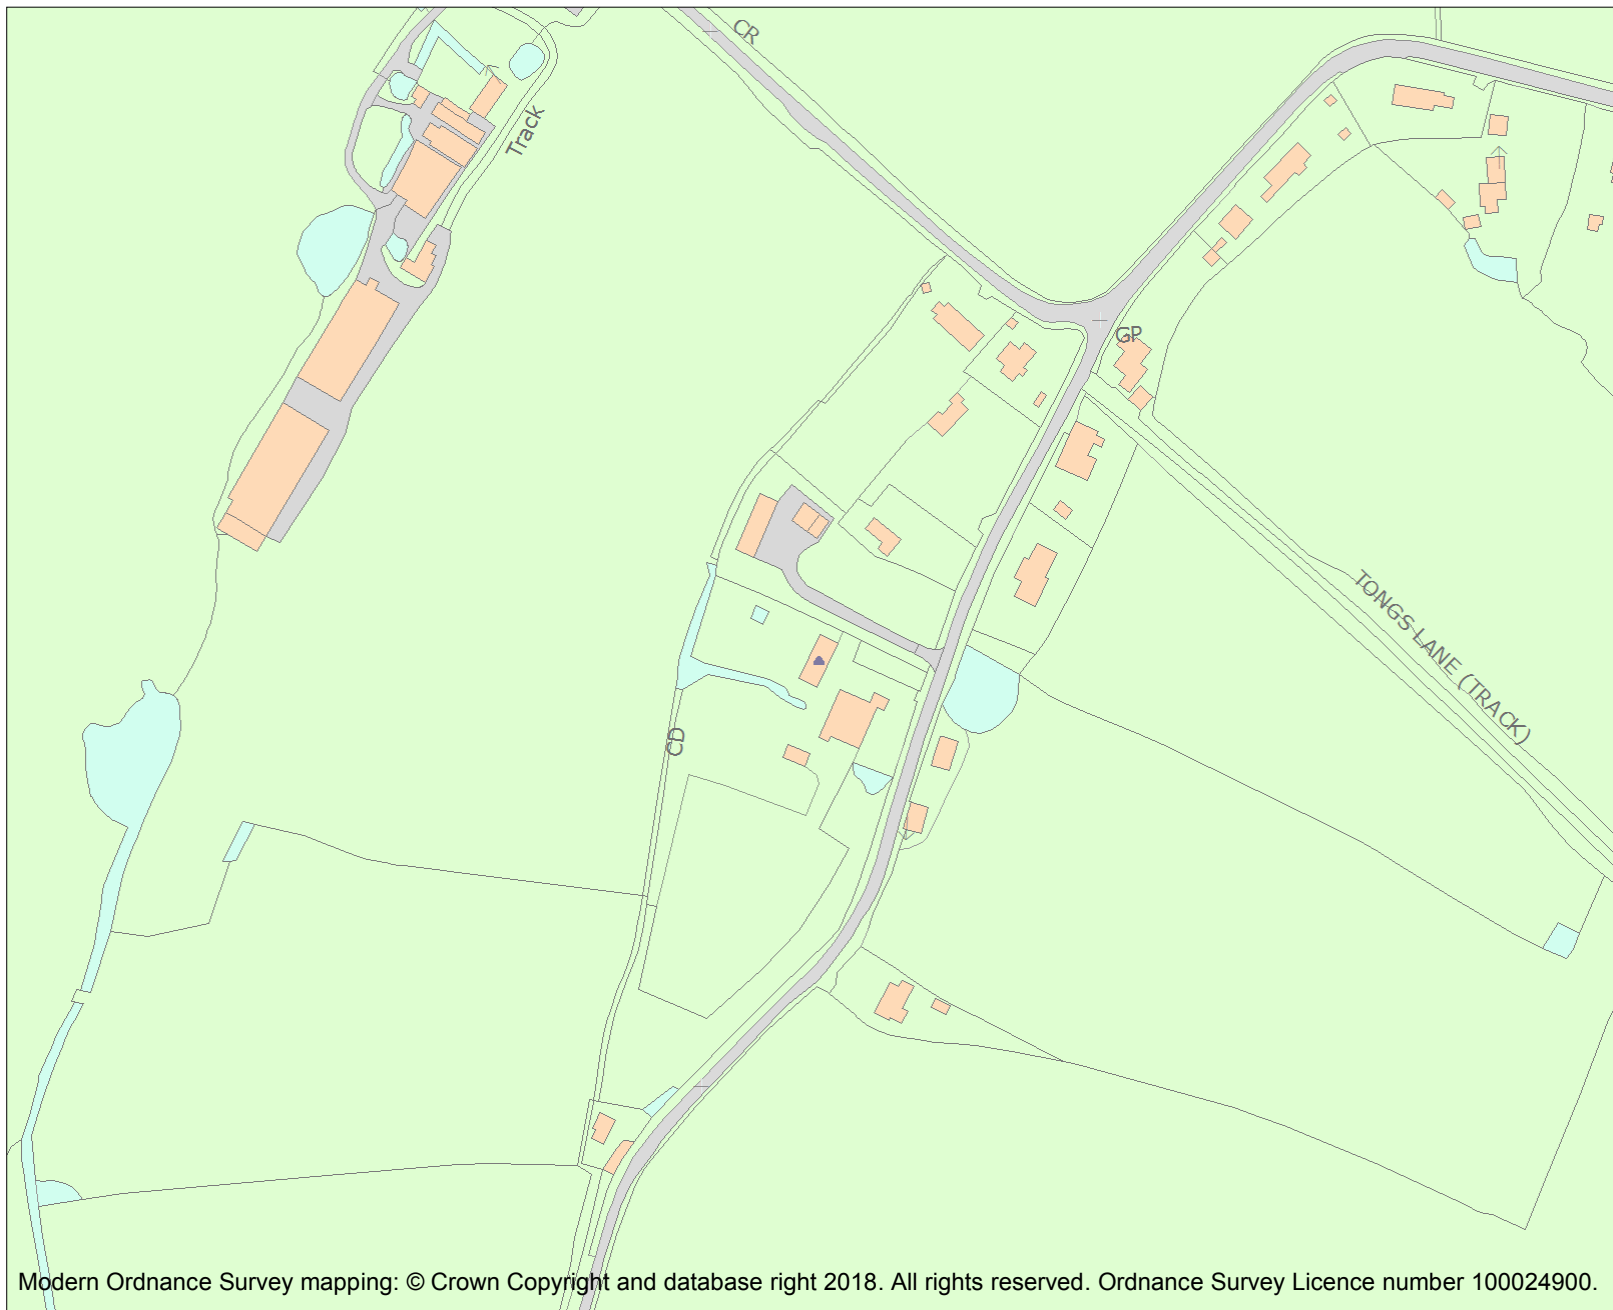 CR
Track
GP
TONGS LANE (TRACK)
CD
Modern Ordnance Survey mapping: © Crown Copyright and database right 2018. All rights reserved. Ordnance Survey Licence number 100024900.